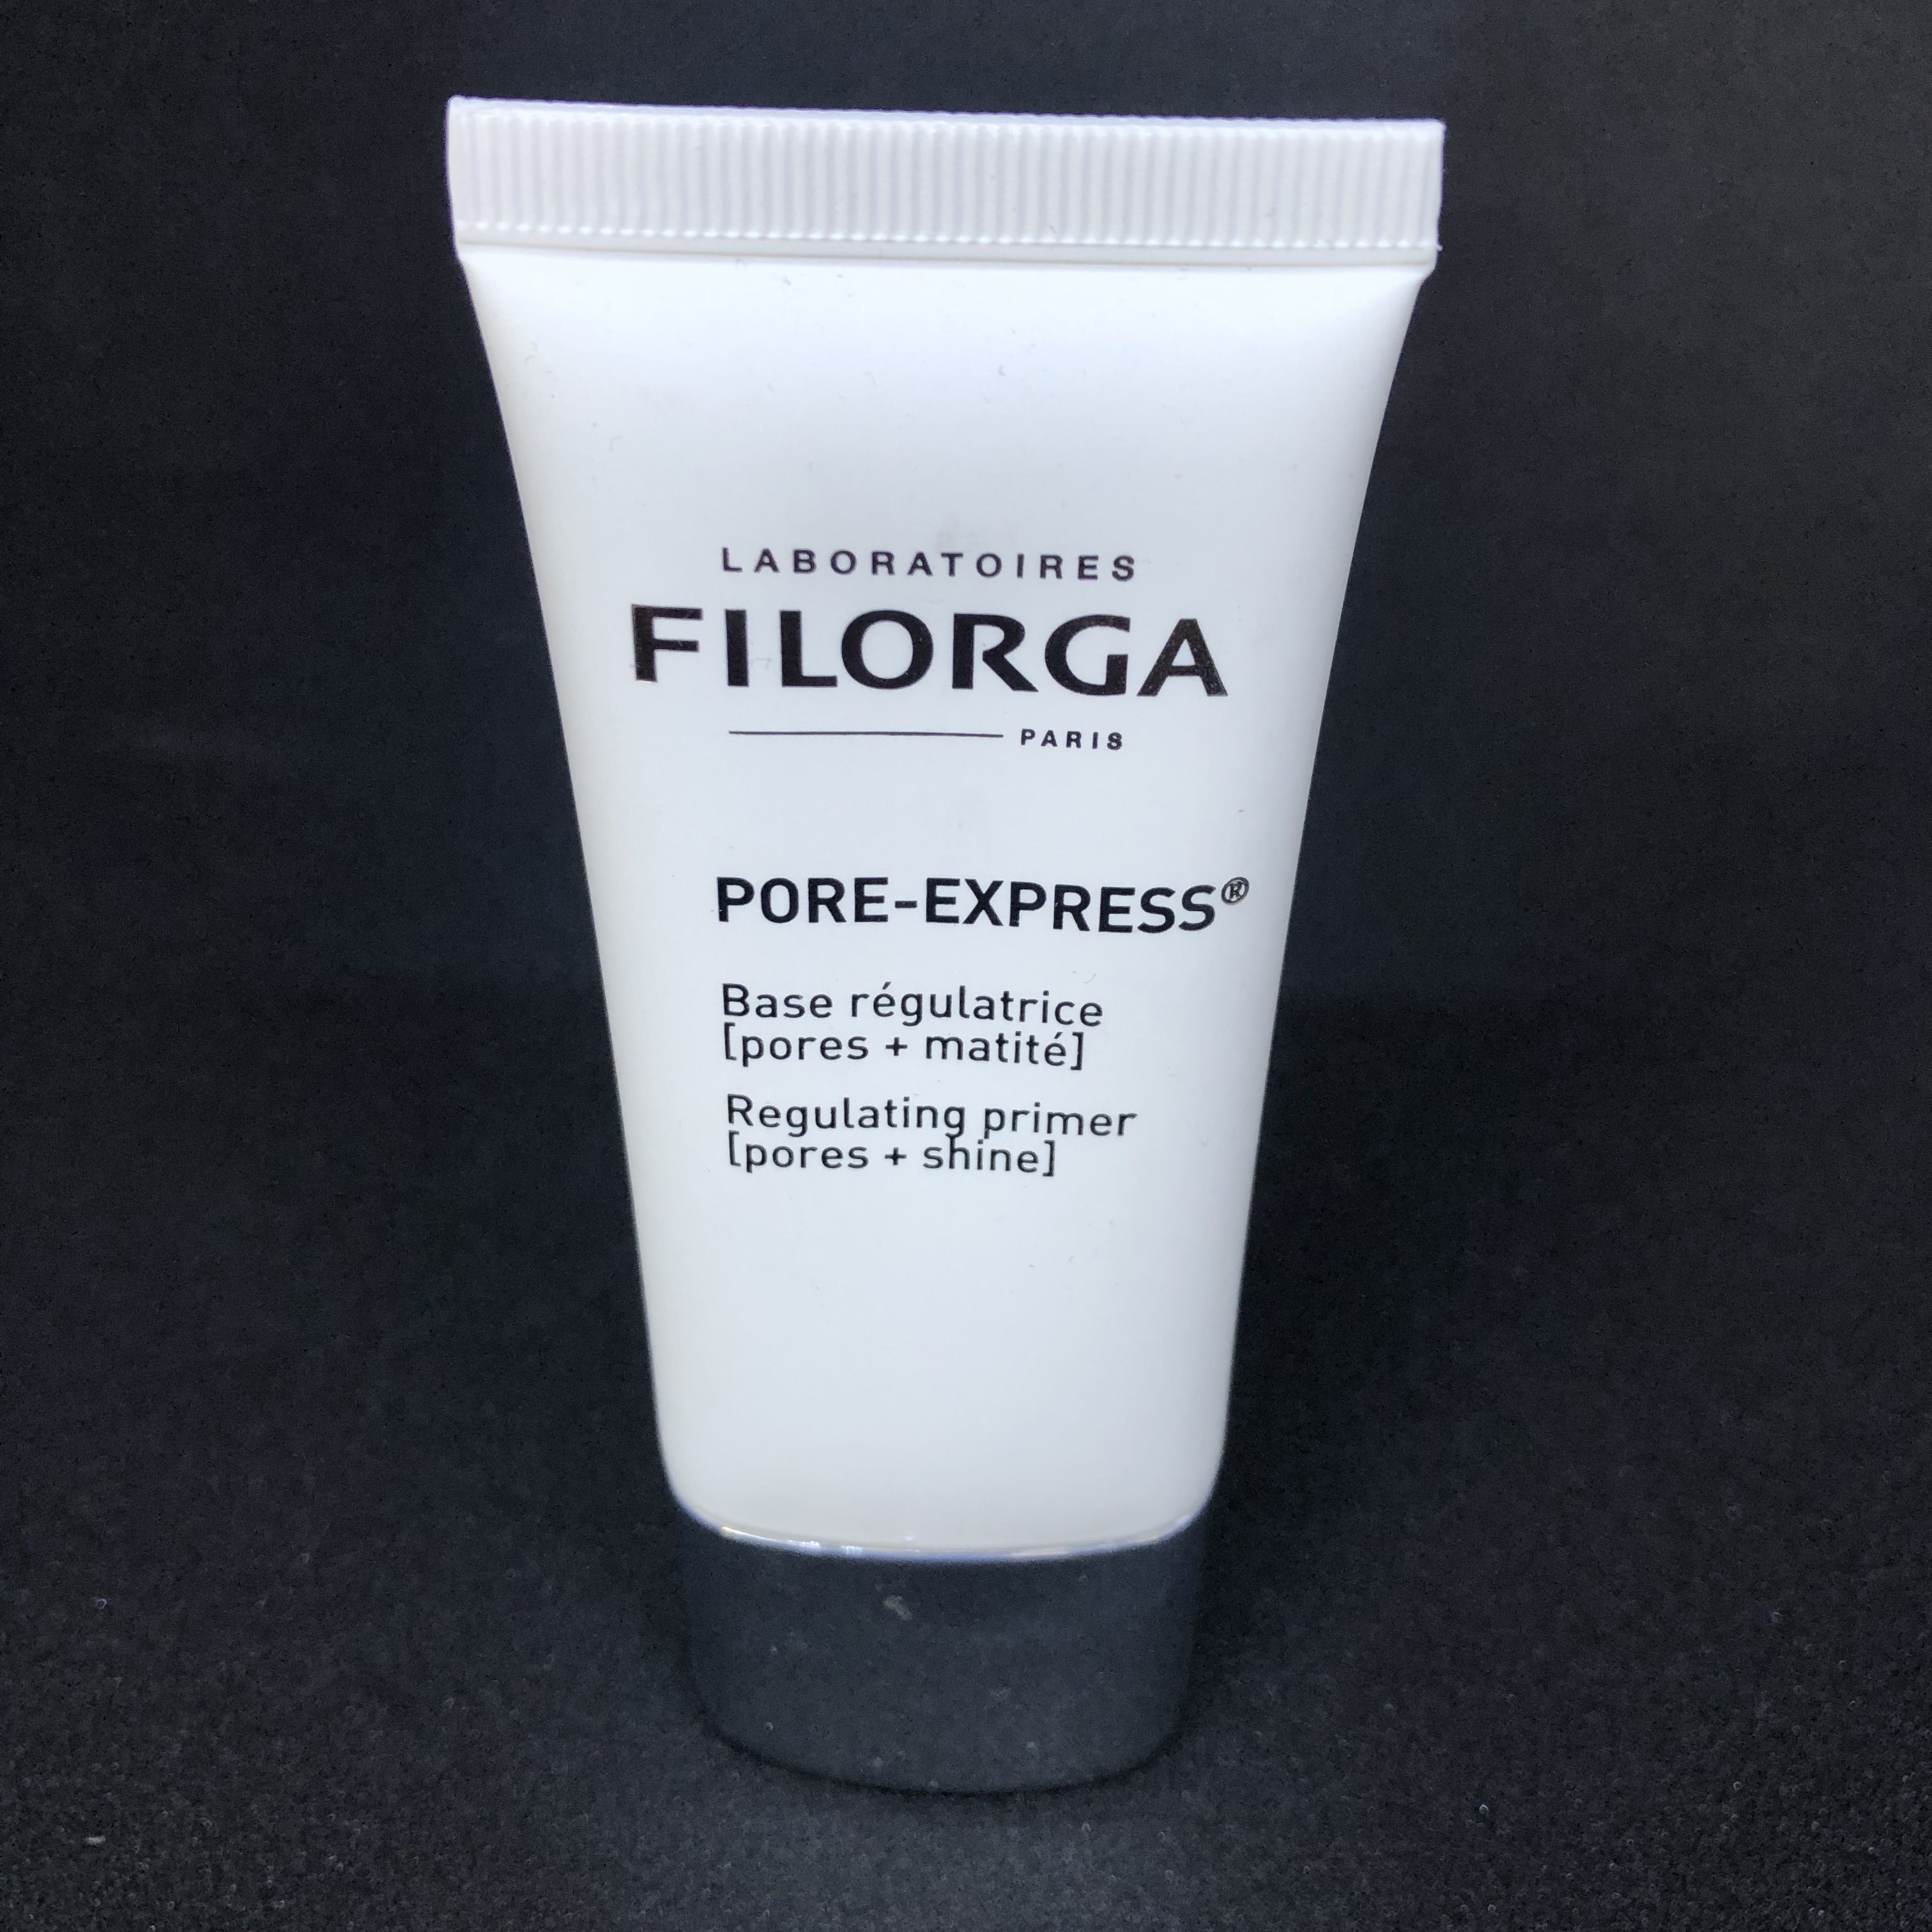 LABORATOIRES
FILORGA
PARIS
PORE-EXPRESS®
Base régulatrice
[pores + matité]
Regulating primer
[pores + shine]